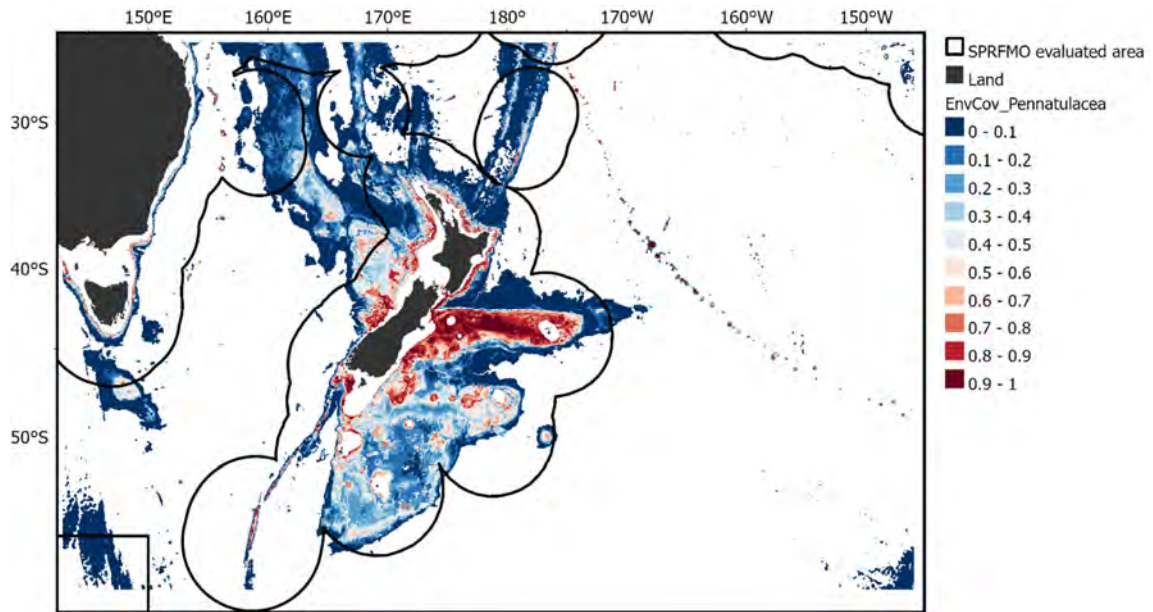 150°E 160°E 170°E 180° 170°W 160°W 150°W
30°S
40°S
50°S
SPRFMO evaluated area
Land
EnvCov_Pennatulacea
0 - 0.1
0.1 - 0.2
0.2 - 0.3
0.3 - 0.4
0.4 - 0.5
0.5 - 0.6
0.6 - 0.7
0.7 - 0.8
0.8 - 0.9
0.9 - 1